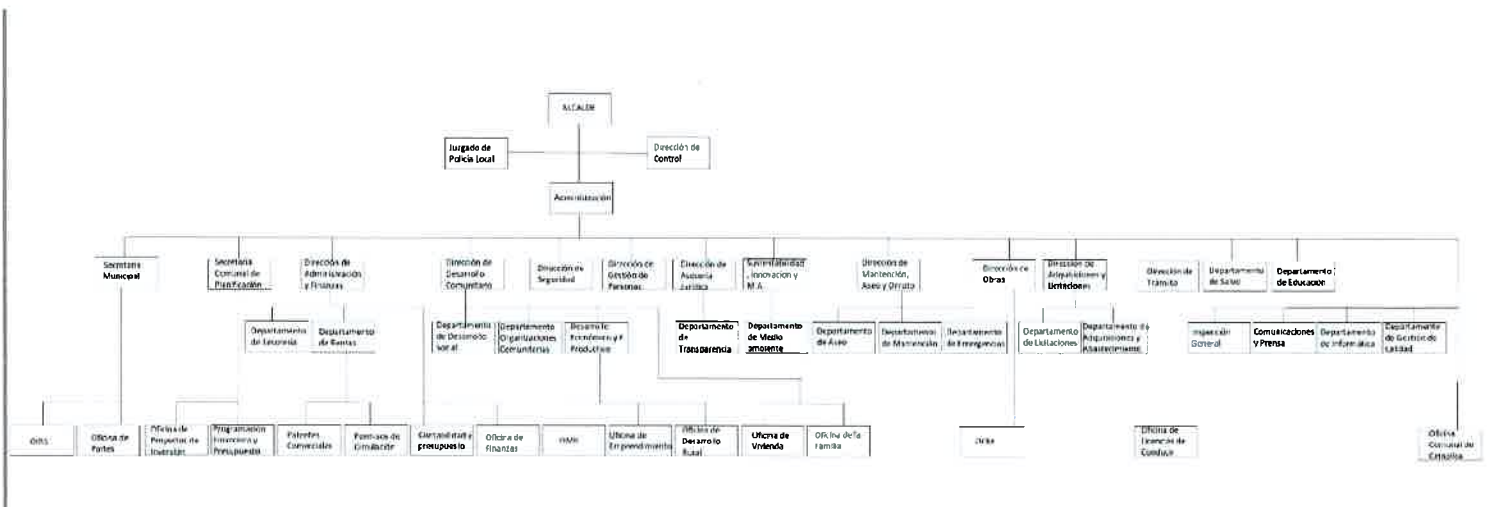 ALCALDE
Jurgado de
Policía Local
Dirección de
Control
Administración
Secretaria
Municipal
Secretaria
Comunal de
Planificación
Dirección de
Administración
y Finanzas
Dirección de
Desarrollo
Comunitario
Dirección de
Seguridad
Dirección de
Gestión de
Personas
Dirección de
Asesoría
Jurídica
Sustentabilidad
, Innovacion y
M.A.
Dirección de
Mantención,
Aseo y Ornato
Dirección de
Obras
Dirección de
Adquisiciones y
Licitaciones
Dirección de
Tránsito
Departamento
de Salud
Departamento
de Educación
Departamento
de Tesorería
Departamento
de Rentas
Departamento
de Desarrollo
Social
Departamento
Organizaciones
Comunitarias
Desarrollo
Económico y
Productivo
Departamento
de
Transparencia
Departamento
de Medio
ambiente
Departamento
de Aseo
Departamento
de Mantención
Departamento
de Emergencias
Departamento
de Licitaciones
Departamento de
Adquisiciones y
Abastecimiento
Inspección
General
Comunicaciones
y Prensa
Departamento
de Informática
Departamento
de Gestión de
calidad
OIRS
Oficina de
Partes
Oficina de
Proyectos de
Inversión
Programación
Financiera y
Presupuesto
Patentes
Comerciales
Permisos de
Circulación
Contabilidad y
presupuesto
Oficina de
Finanzas
Oficina de
Emprendimiento
Oficina de
Desarrollo
Rural
Oficina de
Vivienda
Oficina de la
Familia
Oficina de
Licencias de
Conducir
Oficina
Comunal de